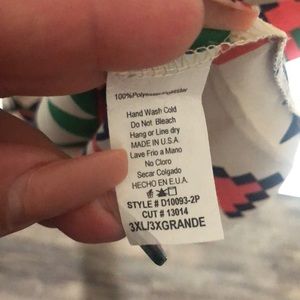 100%Polyester
Hand Wash Cold
Do Not Bleach
Hang or Line dry
MADE IN U.S.A
Lave Frio a Mano
No Cloro
Secar Colgado
HECHO EN E.U.A.
STYLE # D10093-2P
CUT # 13014
3XL/3XGRANDE